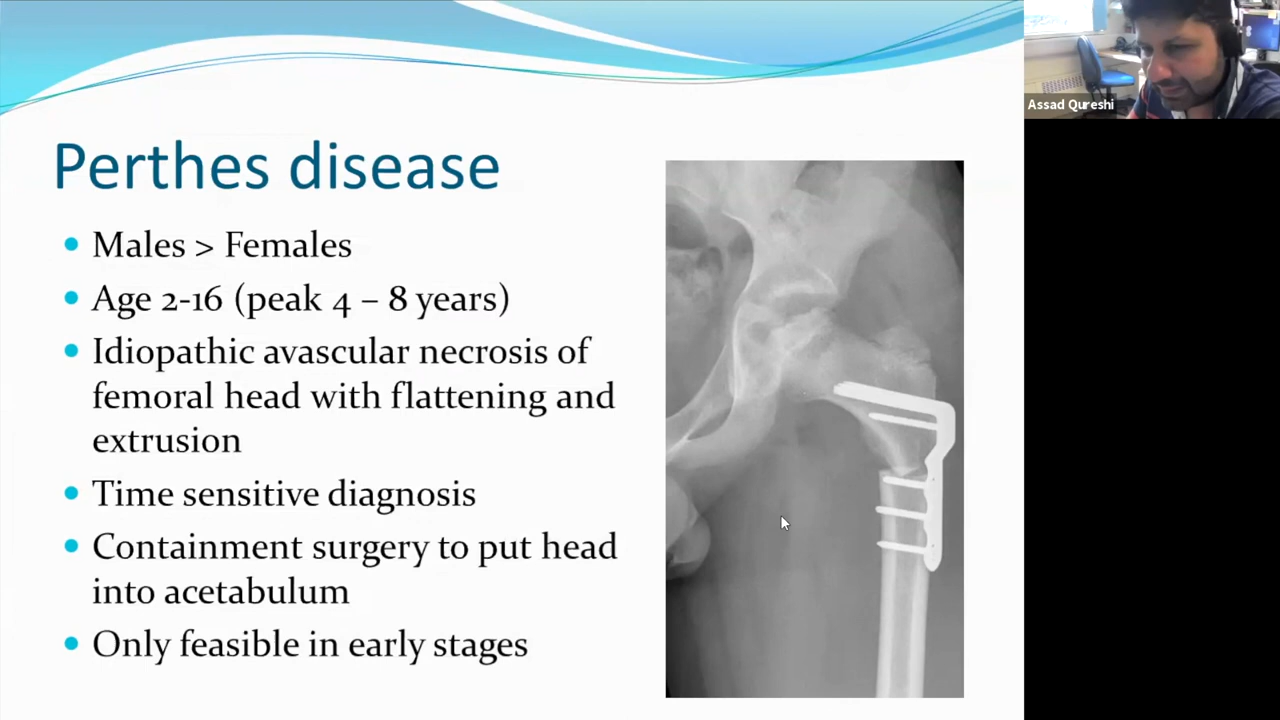 Perthes disease
• Males > Females
• Age 2-16 (peak 4 – 8 years)
• Idiopathic avascular necrosis of
femoral head with flattening and
extrusion
• Time sensitive diagnosis
• Containment surgery to put head
into acetabulum
• Only feasible in early stages
Assad Qureshi